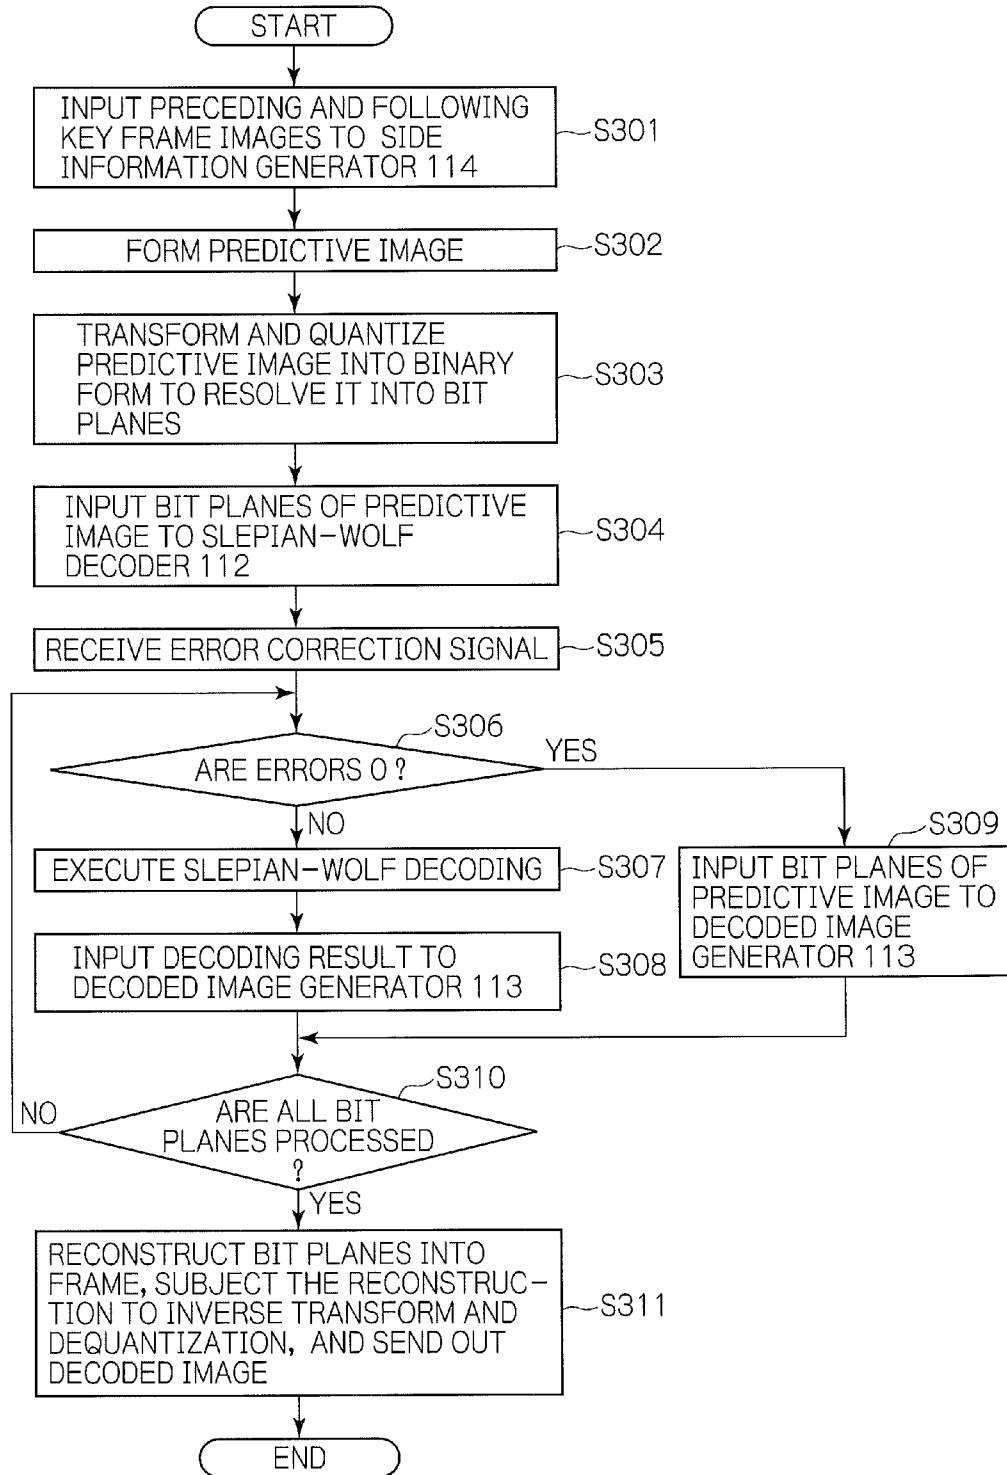 START
INPUT PRECEDING AND FOLLOWING
KEY FRAME IMAGES TO SIDE
INFORMATION GENERATOR 114
S301
FORM PREDICTIVE IMAGE
S302
TRANSFORM AND QUANTIZE
PREDICTIVE IMAGE INTO BINARY
FORM TO RESOLVE IT INTO BIT
PLANES
S303
INPUT BIT PLANES OF PREDICTIVE
IMAGE TO SLEPIAN-WOLF
DECODER 112
S304
RECEIVE ERROR CORRECTION SIGNAL
S305
S306
ARE ERRORS 0 ?
YES
NO
EXECUTE SLEPIAN-WOLF DECODING
S307
INPUT DECODING RESULT TO
DECODED IMAGE GENERATOR 113
S308
S309
INPUT BIT PLANES OF
PREDICTIVE IMAGE TO
DECODED IMAGE
GENERATOR 113
S310
ARE ALL BIT
PLANES PROCESSED
?
NO
YES
RECONSTRUCT BIT PLANES INTO
FRAME, SUBJECT THE RECONSTRUC-
TION TO INVERSE TRANSFORM AND
DEQUANTIZATION, AND SEND OUT
DECODED IMAGE
S311
END